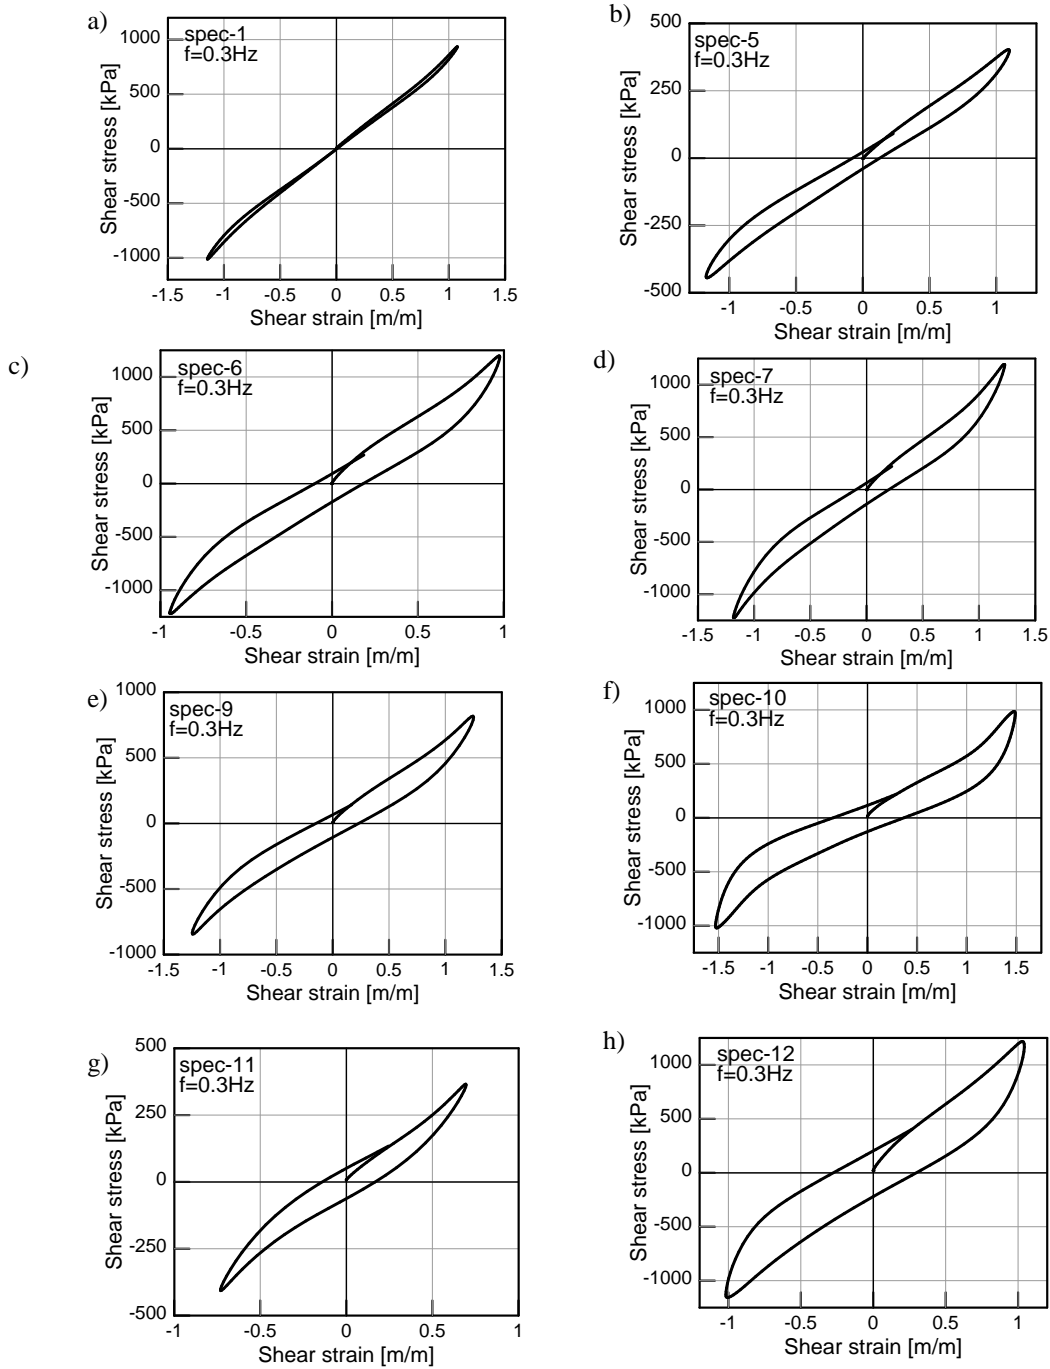 a)
spec-1
f=0.3Hz
Shear stress [kPa]
1000
500
0
-500
-1000
-1.5 -1 -0.5 0 0.5 1 1.5
Shear strain [m/m]
b)
spec-5
f=0.3Hz
Shear stress [kPa]
500
250
0
-250
-500
-1 -0.5 0 0.5 1
Shear strain [m/m]
c)
spec-6
f=0.3Hz
Shear stress [kPa]
1000
500
0
-500
-1000
-1 -0.5 0 0.5 1
Shear strain [m/m]
d)
spec-7
f=0.3Hz
Shear stress [kPa]
1000
500
0
-500
-1000
-1.5 -1 -0.5 0 0.5 1 1.5
Shear strain [m/m]
e)
spec-9
f=0.3Hz
Shear stress [kPa]
1000
500
0
-500
-1000
-1.5 -1 -0.5 0 0.5 1 1.5
Shear strain [m/m]
f)
spec-10
f=0.3Hz
Shear stress [kPa]
1000
500
0
-500
-1000
-1.5 -1 -0.5 0 0.5 1 1.5
Shear strain [m/m]
g)
spec-11
f=0.3Hz
Shear stress [kPa]
500
250
0
-250
-500
-1 -0.5 0 0.5 1
Shear strain [m/m]
h)
spec-12
f=0.3Hz
Shear stress [kPa]
1000
500
0
-500
-1000
-1 -0.5 0 0.5 1
Shear strain [m/m]